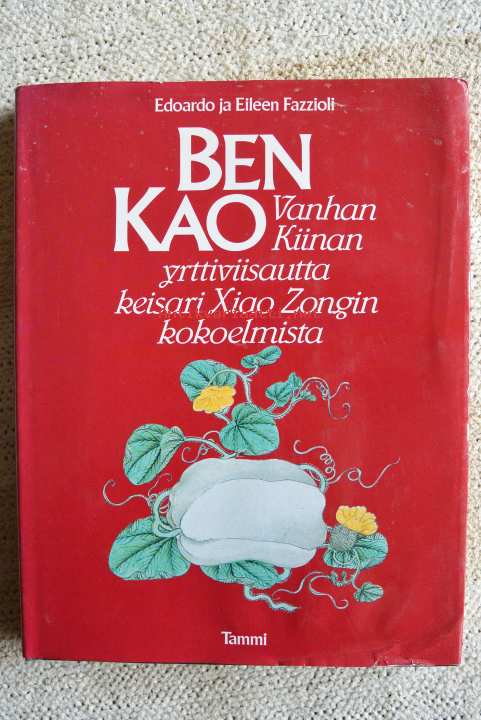 Edoardo ja Eileen Fazzioli
BEN
KAO
Vanhan
Kiinan
yrttiviisautta
keisari Xiao Zongin
kokoelmista
Tammi